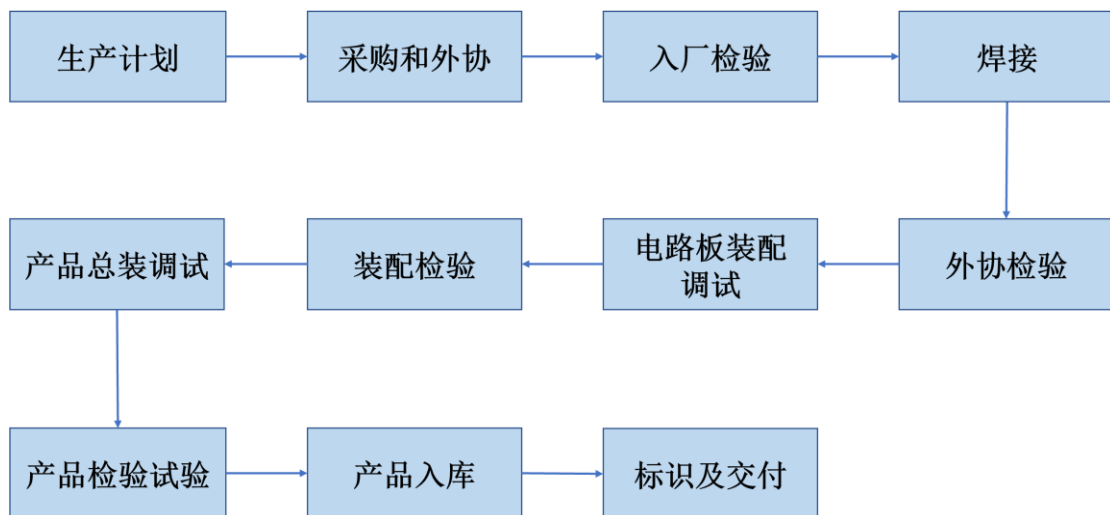 生产计划
采购和外协
入厂检验
焊接
外协检验
电路板装配
调试
装配检验
产品总装调试
产品检验试验
产品入库
标识及交付